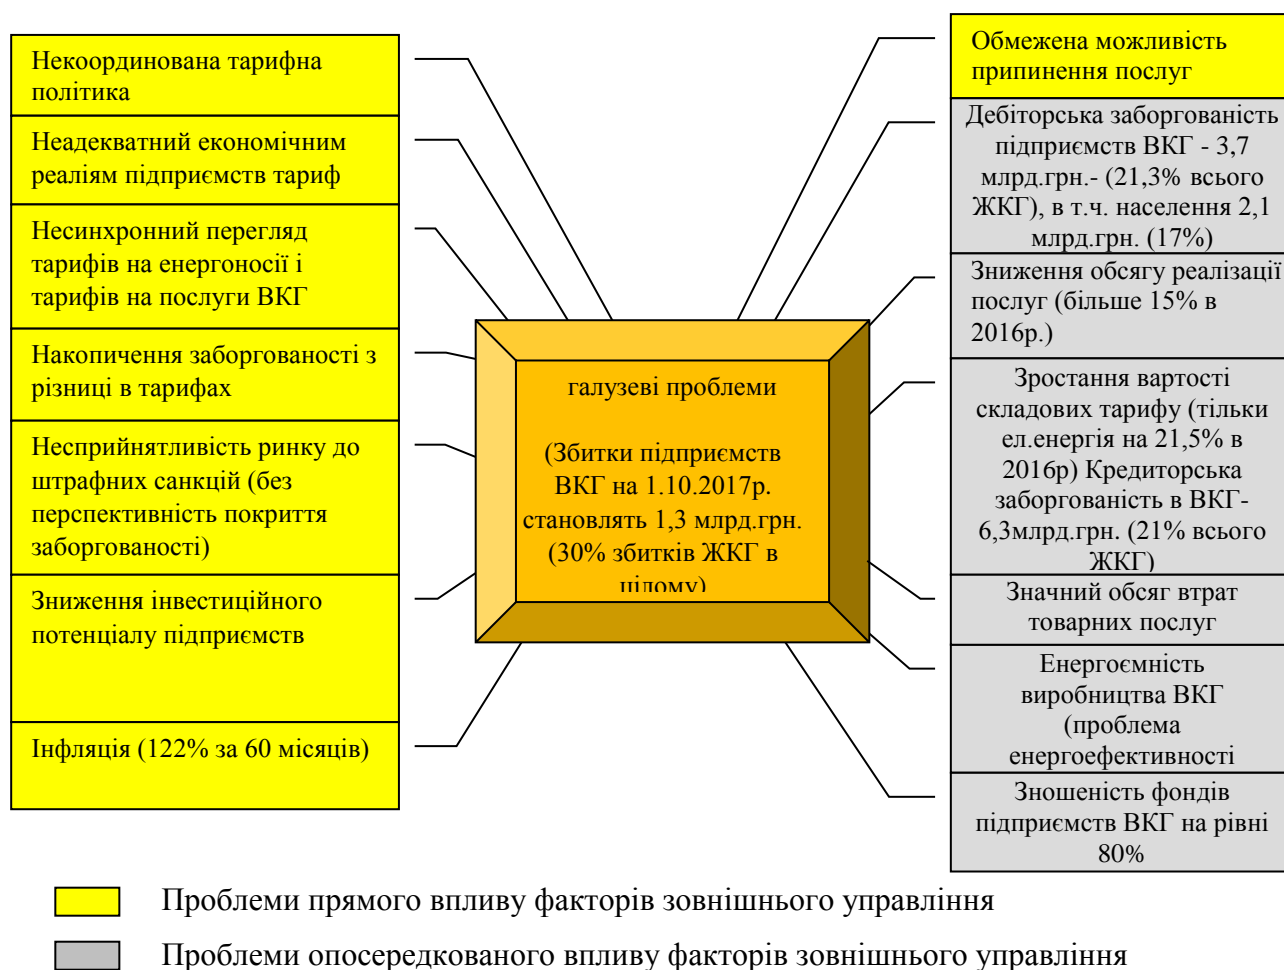 Некоординована тарифна
політика
Неадекватний економічним
реаліям підприємств тариф
Несинхронний перегляд
тарифів на енергоносії і
тарифів на послуги ВКГ
Накопичення заборгованості з
різниці в тарифах
Несприйнятливість ринку до
штрафних санкцій (без
перспективність покриття
заборгованості)
Зниження інвестиційного
потенціалу підприємств
Інфляція (122% за 60 місяців)
галузеві проблеми
(Збитки підприємств
ВКГ на 1.10.2017р.
становлять 1,3 млрд.грн.
(30% збитків ЖКГ в
цілому)
Обмежена можливість
припинення послуг
Дебіторська заборгованість
підприємств ВКГ - 3,7
млрд.грн.- (21,3% всього
ЖКГ), в т.ч. населення 2,1
млрд.грн. (17%)
Зниження обсягу реалізації
послуг (більше 15% в
2016р.)
Зростання вартості
складових тарифу (тільки
ел.енергія на 21,5% в
2016р) Кредиторська
заборгованість в ВКГ-
6,3млрд.грн. (21% всього
ЖКГ)
Значний обсяг втрат
товарних послуг
Енергоємність
виробництва ВКГ
(проблема
енергоефективності
Зношеність фондів
підприємств ВКГ на рівні
80%
Проблеми прямого впливу факторів зовнішнього управління
Проблеми опосередкованого впливу факторів зовнішнього управління